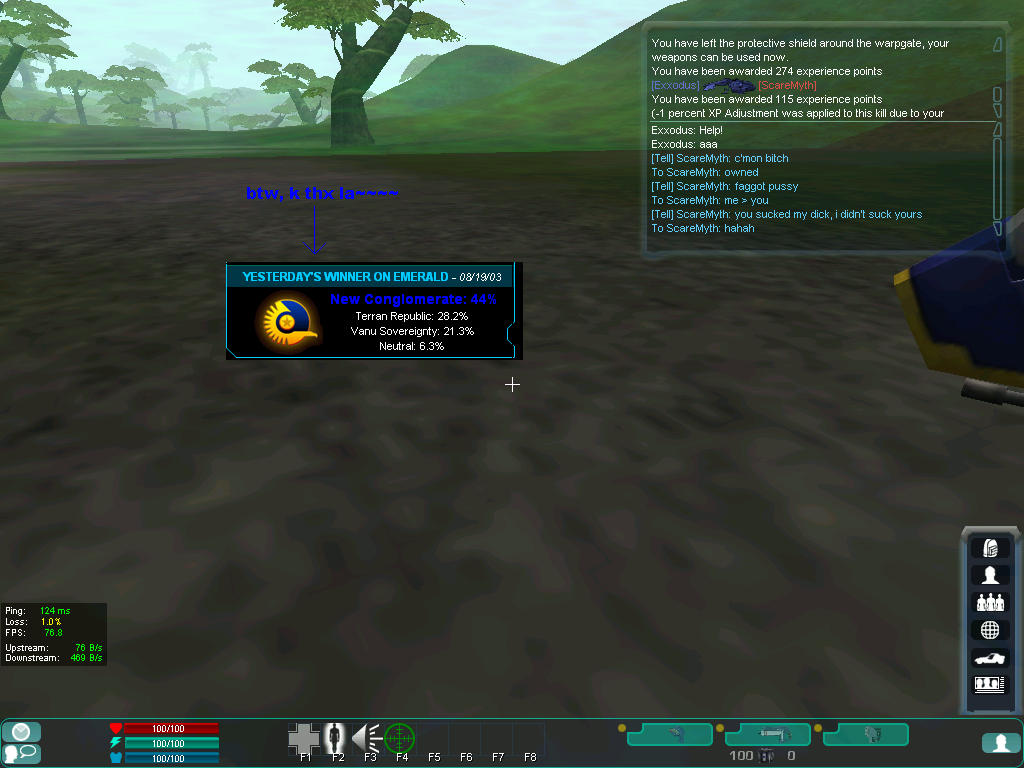 You have left the protective shield around the warpgate, your
weapons can be used now.
You have been awarded 274 experience points
[Exxodus] [ScareMyth]
You have been awarded 115 experience points
(-1 percent XP Adjustment was applied to this kill due to your
Exxodus: Help!
Exxodus: aaa
[Tell] ScareMyth: c'mon bitch
To ScareMyth: owned
[Tell] ScareMyth: faggot pussy
To ScareMyth: me > you
[Tell] ScareMyth: you sucked my dick, i didn't suck yours
To ScareMyth: hahah
btw, k thx la~~~~
YESTERDAY'S WINNER ON EMERALD - 08/19/03
New Conglomerate: 44%
Terran Republic: 28.2%
Vanu Sovereignty: 21.3%
Neutral: 6.3%
Ping: 124 ms
Loss: 1.0%
FPS: 76.8
Upstream: 76 B/s
Downstream: 469 B/s
100/100
100/100
100/100
F1 F2 F3 F4 F5 F6 F7 F8
100 0